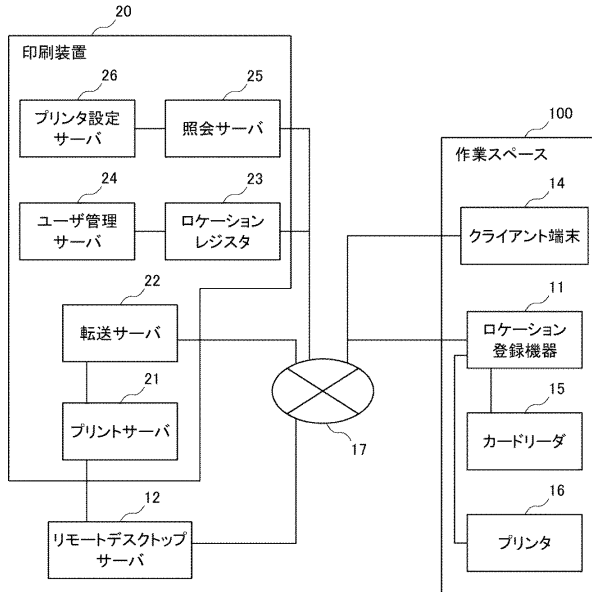 20
印刷装置
26
プリンタ設定
サーバ
25
照会サーバ
24
ユーザ管理
サーバ
23
ロケーション
レジスタ
22
転送サーバ
21
プリントサーバ
12
リモートデスクトップ
サーバ
17
100
作業スペース
14
クライアント端末
11
ロケーション
登録機器
15
カードリーダ
16
プリンタ